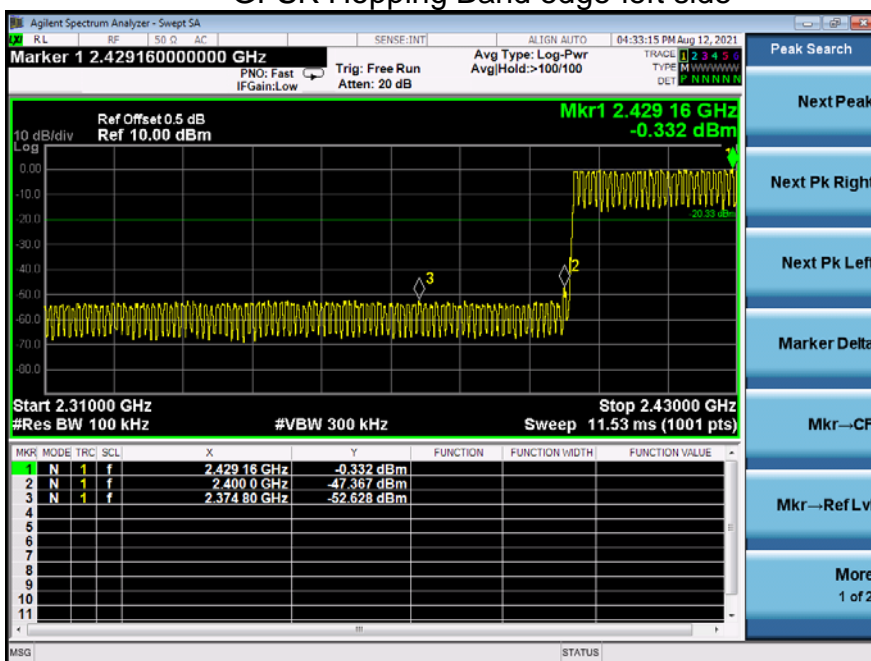 GFSK Hopping Band edge-left side
Agilent Spectrum Analyzer - Swept SA
RL RF 50 Ω AC SENSE:INT ALIGN AUTO 04:33:15 PM Aug 12, 2021
Marker 1 2.429160000000 GHz
PNO: Fast
IFGain:Low
Trig: Free Run
Atten: 20 dB
Avg Type: Log-Pwr
Avg|Hold:>100/100
TRACE 1 2 3 4 5 6
TYPE M WWWWW
DET P N N N N N
Peak Search
Next Peak
Next Pk Right
Next Pk Left
Marker Delta
Mkr→CF
Mkr→Ref Lvl
More
1 of 2
Mkr1 2.429 16 GHz
-0.332 dBm
Ref Offset 0.5 dB
10 dB/div Ref 10.00 dBm
Log
0.00
-10.0
-20.0
-30.0
-40.0
-50.0
-60.0
-70.0
-80.0
1
-20.33 dBm
2
3
Start 2.31000 GHz Stop 2.43000 GHz
#Res BW 100 kHz #VBW 300 kHz Sweep 11.53 ms (1001 pts)
MKR MODE TRC SCL X Y FUNCTION FUNCTION WIDTH FUNCTION VALUE
1 N 1 f 2.429 16 GHz -0.332 dBm
2 N 1 f 2.400 0 GHz -47.367 dBm
3 N 1 f 2.374 80 GHz -52.628 dBm
4
5
6
7
8
9
10
11
MSG STATUS